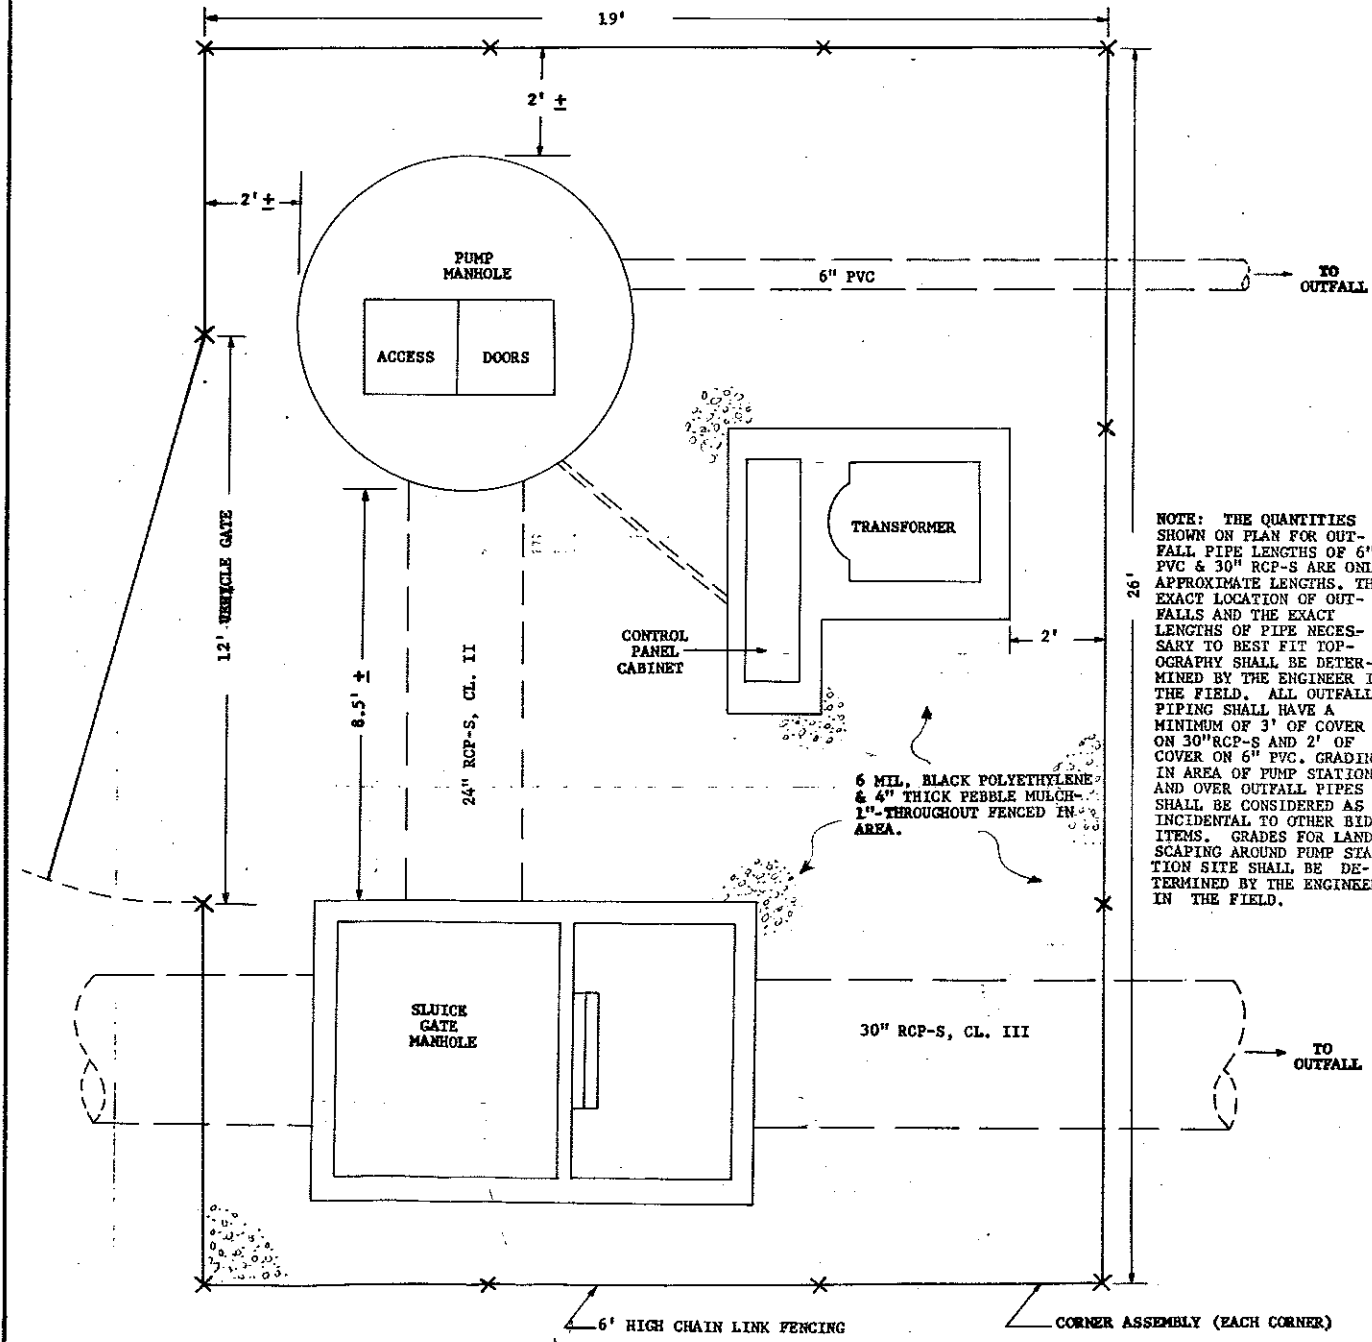 19'
2' ±
2' ±
PUMP
MANHOLE
6" PVC
TO
OUTFALL
ACCESS
DOORS
12' VEHICLE GATE
TRANSFORMER
NOTE: THE QUANTITIES
SHOWN ON PLAN FOR OUT-
FALL PIPE LENGTHS OF 6"
PVC & 30" RCP-S ARE
APPROXIMATE LENGTHS.
EXACT LOCATION OF OUT-
FALLS AND THE EXACT
LENGTHS OF PIPE NECES-
SARY TO BEST FIT TOP-
OGRAPHY SHALL BE DETER-
MINED BY THE ENGINEER
THE FIELD. ALL OUTFALL
PIPING SHALL HAVE A
MINIMUM OF 3' OF COVER
ON 30"RCP-S AND 2' OF
COVER ON 6" PVC. GRADIN
IN AREA OF PUMP STATION
AND OVER OUTFALL PIPES
SHALL BE CONSIDERED AS
INCIDENTAL TO OTHER BID
ITEMS. GRADES FOR LAND
SCAPING AROUND PUMP STA
TION SITE SHALL BE DE-
TERMINED BY THE ENGINEE
IN THE FIELD.
26'
CONTROL
PANEL
CABINET
2'
8.5' ±
24" RCP-S, CL. II
6 MIL, BLACK POLYETHYLENE
& 4" THICK PEBBLE MULCH-
1"-THROUGHOUT FENCED IN
AREA.
SLUICE
GATE
MANHOLE
30" RCP-S, CL. III
TO
OUTFALL
6' HIGH CHAIN LINK FENCING
CORNER ASSEMBLY (EACH CORNER)